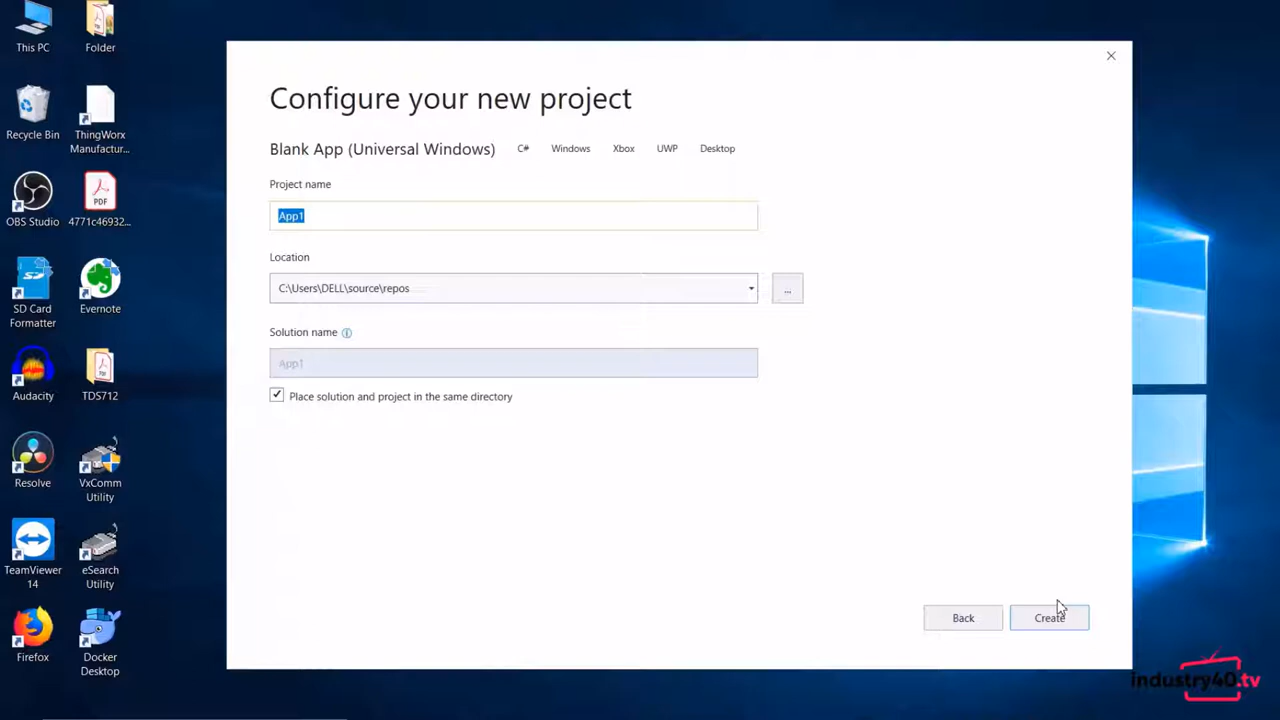 This PC
Folder
Recycle Bin
ThingWorx
Manufactur...
OBS Studio
PDF
4771c46932...
SD
SD Card
Formatter
Evernote
Audacity
TDS712
Resolve
VxComm
Utility
TeamViewer
14
eSearch
Utility
Firefox
Docker
Desktop
Configure your new project
Blank App (Universal Windows) C# Windows Xbox UWP Desktop
Project name
App1
Location
C:\Users\DELL\source\repos
...
Solution name
App1
Place solution and project in the same directory
Back
Create
industry40.tv